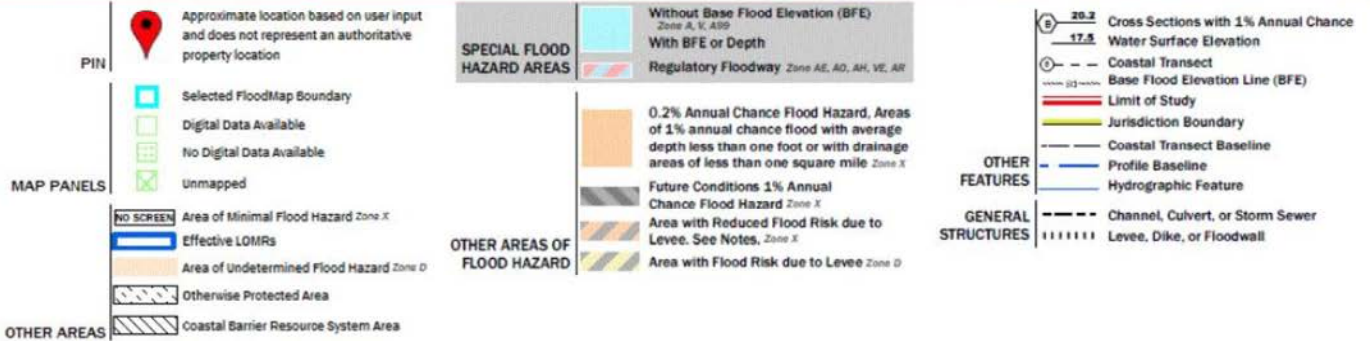 PIN
Approximate location based on user input
and does not represent an authoritative
property location
MAP PANELS
Selected FloodMap Boundary
Digital Data Available
No Digital Data Available
Unmapped
OTHER AREAS
NO SCREEN Area of Minimal Flood Hazard Zone X
Effective LOMRs
Area of Undetermined Flood Hazard Zone D
Otherwise Protected Area
Coastal Barrier Resource System Area
SPECIAL FLOOD
HAZARD AREAS
Without Base Flood Elevation (BFE)
Zone A, V, A99
With BFE or Depth
Regulatory Floodway Zone AE, AO, AH, VE, AR
OTHER AREAS OF
FLOOD HAZARD
0.2% Annual Chance Flood Hazard, Areas
of 1% annual chance flood with average
depth less than one foot or with drainage
areas of less than one square mile Zone X
Future Conditions 1% Annual
Chance Flood Hazard Zone X
Area with Reduced Flood Risk due to
Levee. See Notes, Zone X
Area with Flood Risk due to Levee Zone D
OTHER
FEATURES
B 20.2 Cross Sections with 1% Annual Chance
17.5 Water Surface Elevation
Coastal Transect
Base Flood Elevation Line (BFE)
Limit of Study
Jurisdiction Boundary
Coastal Transect Baseline
Profile Baseline
Hydrographic Feature
GENERAL
STRUCTURES
Channel, Culvert, or Storm Sewer
Levee, Dike, or Floodwall